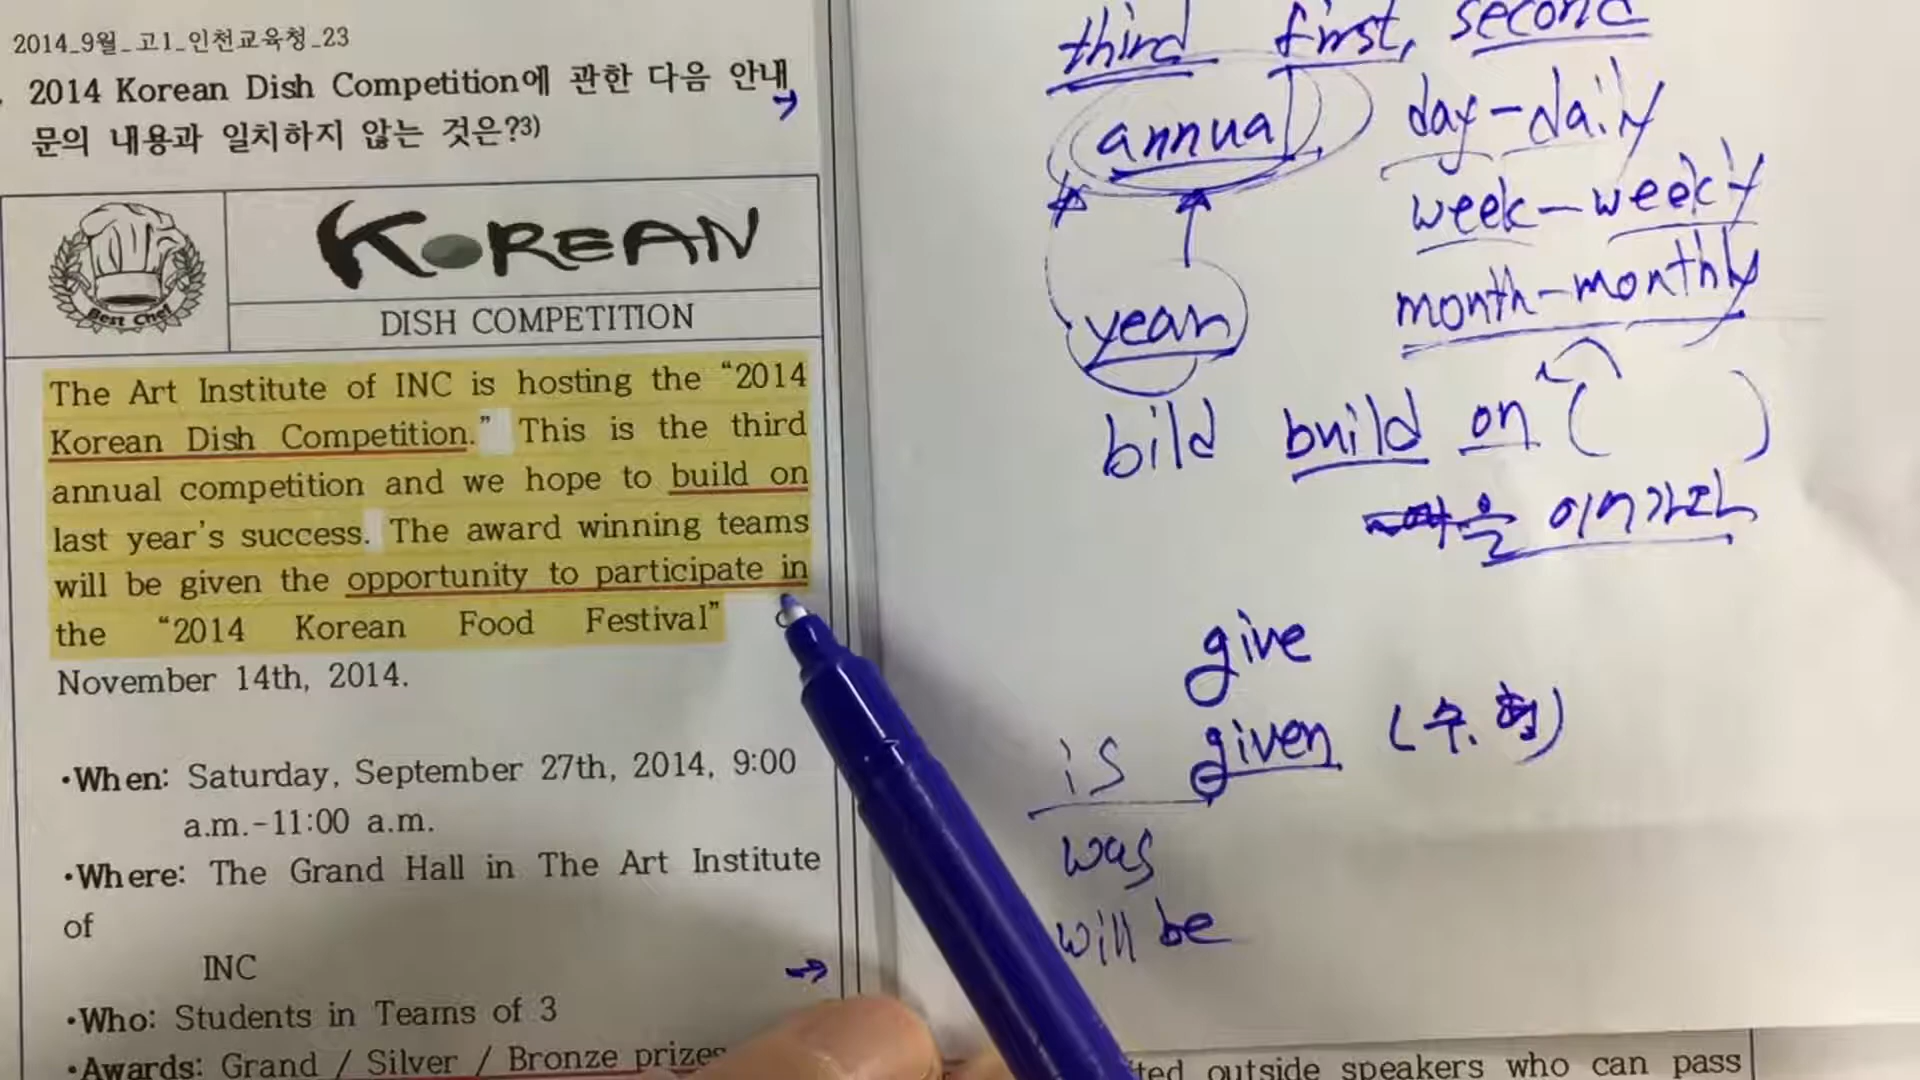 2014_9월_고1_인천교육청_23
2014 Korean Dish Competition에 관한 다음 안내
문의 내용과 일치하지 않는 것은?3)
Best Chef
KOREAN
DISH COMPETITION
The Art Institute of INC is hosting the “2014
Korean Dish Competition.” This is the third
annual competition and we hope to build on
last year's success. The award winning teams
will be given the opportunity to participate in
the “2014 Korean Food Festival”
November 14th, 2014.
•When: Saturday, September 27th, 2014, 9:00
a.m.-11:00 a.m.
•Where: The Grand Hall in The Art Institute
of
INC
•Who: Students in Teams of 3
•Awards: Grand / Silver / Bronze prizes
third first, second
annual day-daily
week-weekly
year month-monthly
bild build on ( )
을 이어가다
give
is given (수.형)
was
will be
outside speakers who can pass